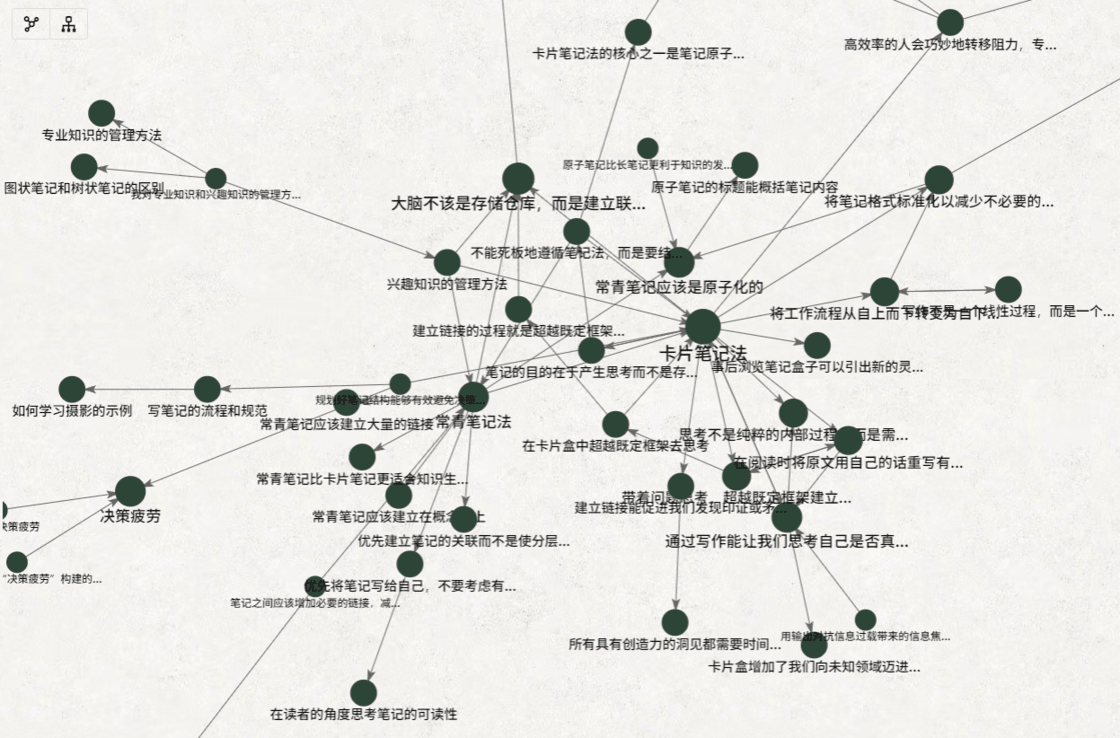 卡片笔记法的核心之一是笔记原子...
高效率的人会巧妙地转移阻力，专...
专业知识的管理方法
图状笔记和树状笔记的区别
我对专业知识和兴趣知识的管理方...
原子笔记比长笔记更利于知识的发...
原子笔记的标题能概括笔记内容
大脑不该是存储仓库，而是建立联...
将笔记格式标准化以减少不必要的...
不能死板地遵循笔记法，而是要结...
兴趣知识的管理方法
常青笔记应该是原子化的
将工作流程从自上而下转变为自下...
性过程，而是一个...
建立链接的过程就是超越既定框架...
卡片笔记法
笔记的目的在于产生思考而不是存...
事后浏览笔记盒子可以引出新的灵...
如何学习摄影的示例
写笔记的流程和规范
规划好笔记结构能够有效避免决策...
常青笔记应该建立大量的链接
常青笔记法
思考不是纯粹的内部过程，而是需...
在卡片盒中超越既定框架去思考
在阅读时将原文用自己的话重写有...
常青笔记比卡片笔记更适合知识生...
带着问题思考
超越既定框架建立...
建立链接能促进我们发现印证或矛...
决策疲劳
常青笔记应该建立在概念上
决策疲劳
优先建立笔记的关联而不是使分层...
通过写作能让我们思考自己是否真...
“决策疲劳”构建的...
优先将笔记写给自己，不要考虑有...
笔记之间应该增加必要的链接，减...
所有具有创造力的洞见都需要时间...
用输出对抗信息过载带来的信息焦...
卡片盒增加了我们向未知领域迈进...
在读者的角度思考笔记的可读性